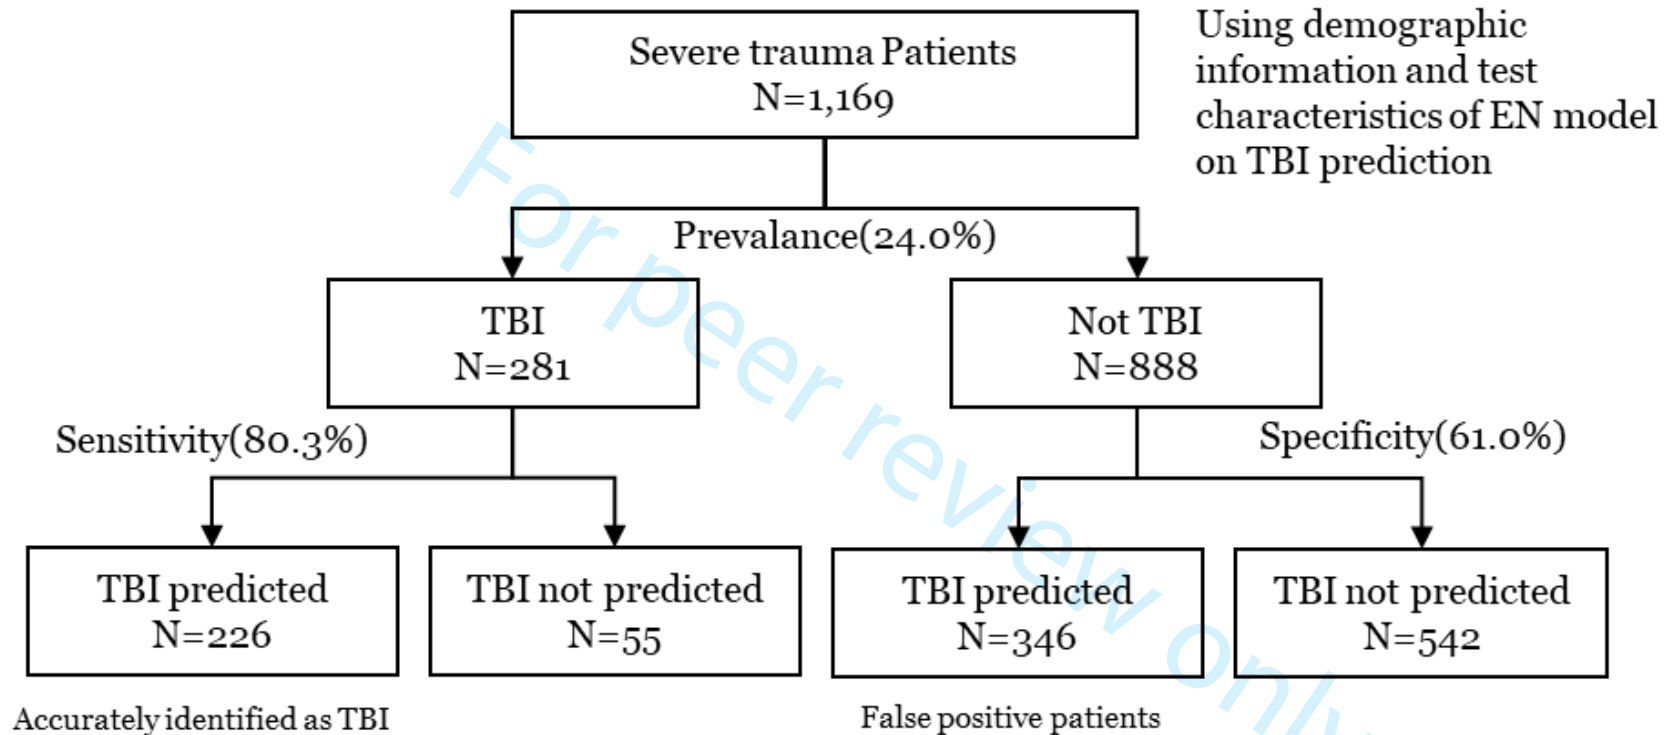 Severe trauma Patients
N=1,169
Using demographic
information and test
characteristics of EN model
on TBI prediction
Prevalance(24.0%)
TBI
N=281
Not TBI
N=888
Sensitivity(80.3%)
Specificity(61.0%)
TBI predicted
N=226
TBI not predicted
N=55
TBI predicted
N=346
TBI not predicted
N=542
Accurately identified as TBI
False positive patients
For peer review only